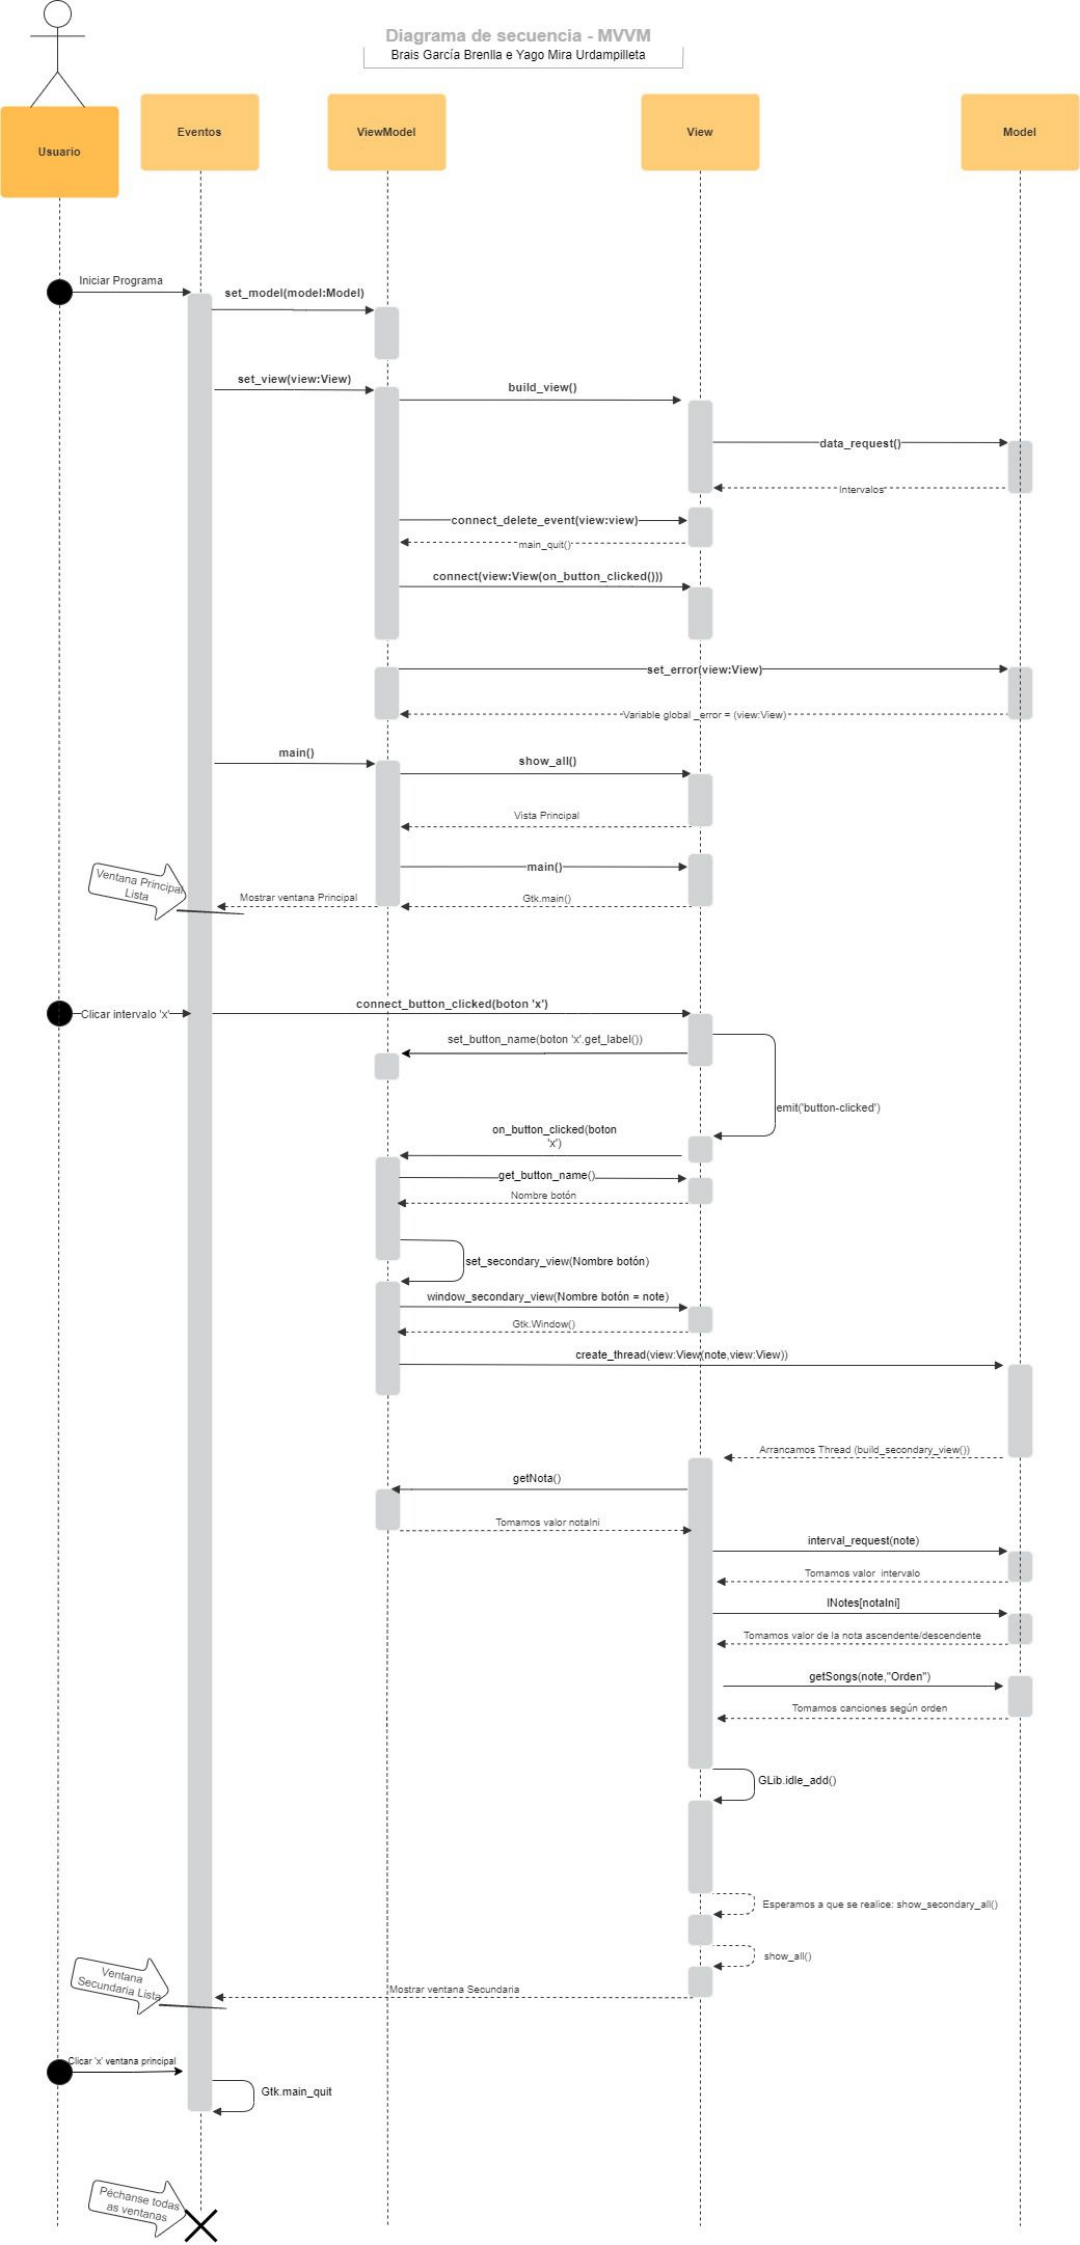 Diagrama de secuencia - MVVM
Brais García Brenlla e Yago Mira Urdampilleta
Usuario
Eventos
ViewModel
View
Model
Iniciar Programa
set_model(model:Model)
set_view(view:View)
build_view()
data_request()
Intervalos
connect_delete_event(view:view)
main_quit()
connect(view:View(on_button_clicked()))
set_error(view:View)
Variable global _error = (view:View)
main()
show_all()
Vista Principal
main()
Ventana Principal
Lista
Mostrar ventana Principal
Gtk.main()
connect_button_clicked(boton 'x')
Clicar intervalo 'x'
set_button_name(boton 'x'.get_label())
emit('button-clicked')
on_button_clicked(boton
'x')
get_button_name()
Nombre botón
set_secondary_view(Nombre botón)
window_secondary_view(Nombre botón = note)
Gtk.Window()
create_thread(view:View(note,view:View))
Arrancamos Thread (build_secondary_view())
getNota()
Tomamos valor notaIni
interval_request(note)
Tomamos valor intervalo
lNotes[notaIni]
Tomamos valor de la nota ascendente/descendente
getSongs(note,"Orden")
Tomamos canciones según orden
GLib.idle_add()
Esperamos a que se realice: show_secondary_all()
show_all()
Ventana
Secundaria Lista
Mostrar ventana Secundaria
Clicar 'x' ventana principal
Gtk.main_quit
Péchanse todas
as ventanas